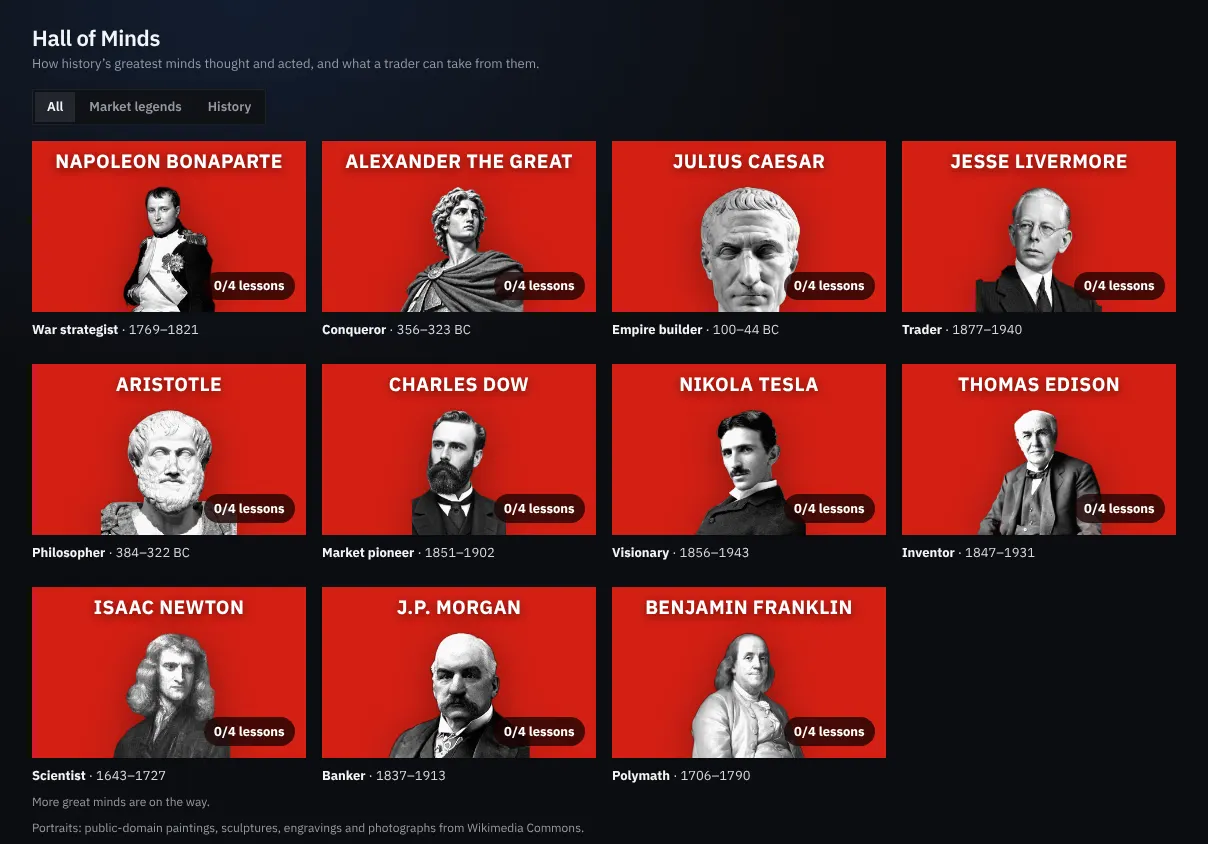 Hall of Minds
How history’s greatest minds thought and acted, and what a trader can take from them.
All Market legends History
NAPOLEON BONAPARTE
0/4 lessons
War strategist · 1769–1821
ALEXANDER THE GREAT
0/4 lessons
Conqueror · 356–323 BC
JULIUS CAESAR
0/4 lessons
Empire builder · 100–44 BC
JESSE LIVERMORE
0/4 lessons
Trader · 1877–1940
ARISTOTLE
0/4 lessons
Philosopher · 384–322 BC
CHARLES DOW
0/4 lessons
Market pioneer · 1851–1902
NIKOLA TESLA
0/4 lessons
Visionary · 1856–1943
THOMAS EDISON
0/4 lessons
Inventor · 1847–1931
ISAAC NEWTON
0/4 lessons
Scientist · 1643–1727
J.P. MORGAN
0/4 lessons
Banker · 1837–1913
BENJAMIN FRANKLIN
0/4 lessons
Polymath · 1706–1790
More great minds are on the way.
Portraits: public-domain paintings, sculptures, engravings and photographs from Wikimedia Commons.